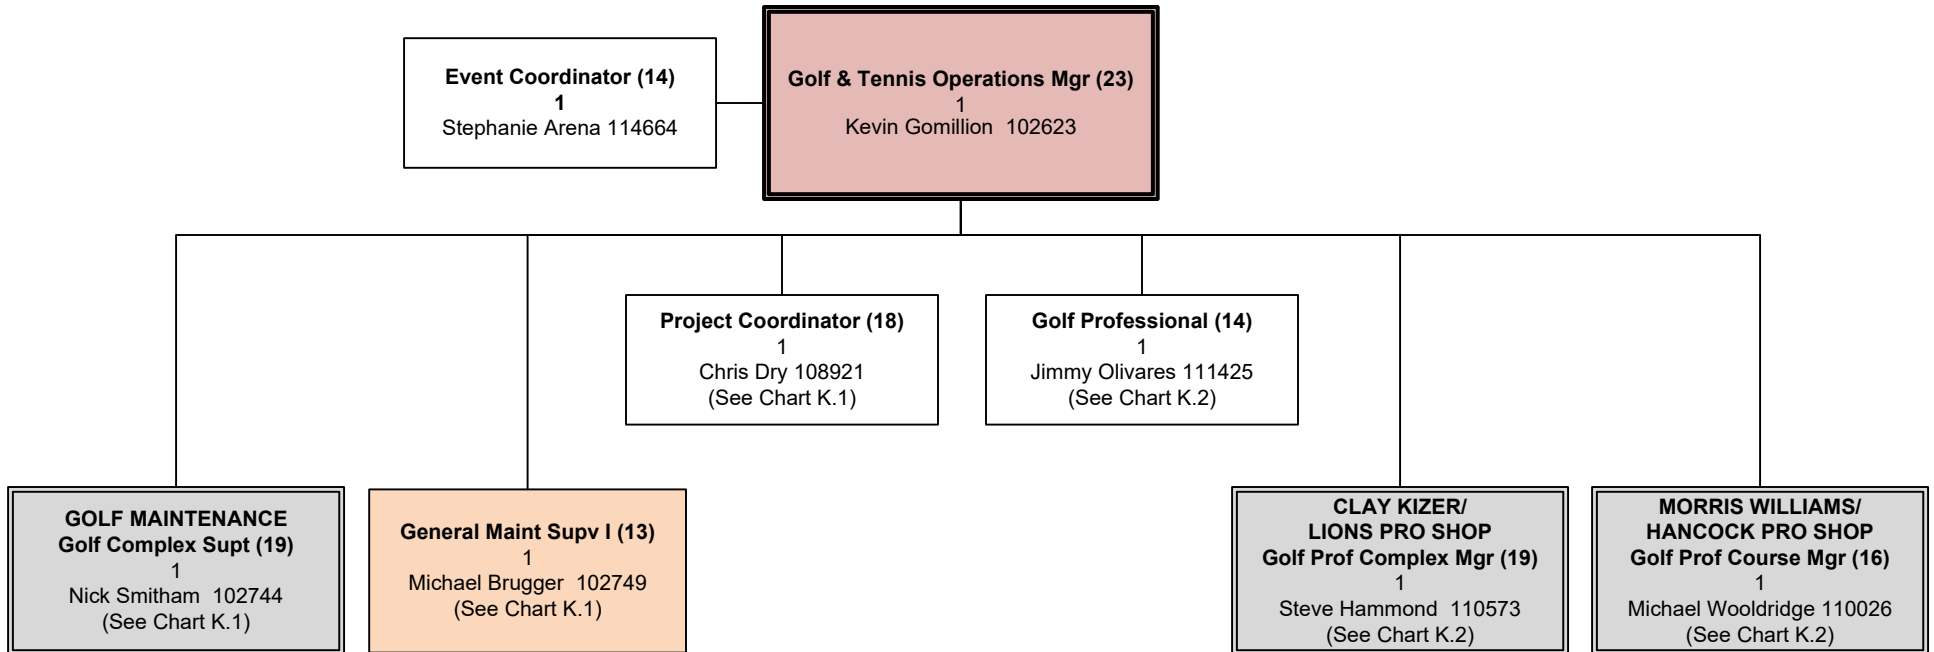 Event Coordinator (14)
1
Stephanie Arena 114664
Golf & Tennis Operations Mgr (23)
1
Kevin Gomillion 102623
Project Coordinator (18)
1
Chris Dry 108921
(See Chart K.1)
Golf Professional (14)
1
Jimmy Olivares 111425
(See Chart K.2)
GOLF MAINTENANCE
Golf Complex Supt (19)
1
Nick Smitham 102744
(See Chart K.1)
General Maint Supv I (13)
1
Michael Brugger 102749
(See Chart K.1)
CLAY KIZER/
LIONS PRO SHOP
Golf Prof Complex Mgr (19)
1
Steve Hammond 110573
(See Chart K.2)
MORRIS WILLIAMS/
HANCOCK PRO SHOP
Golf Prof Course Mgr (16)
1
Michael Wooldridge 110026
(See Chart K.2)